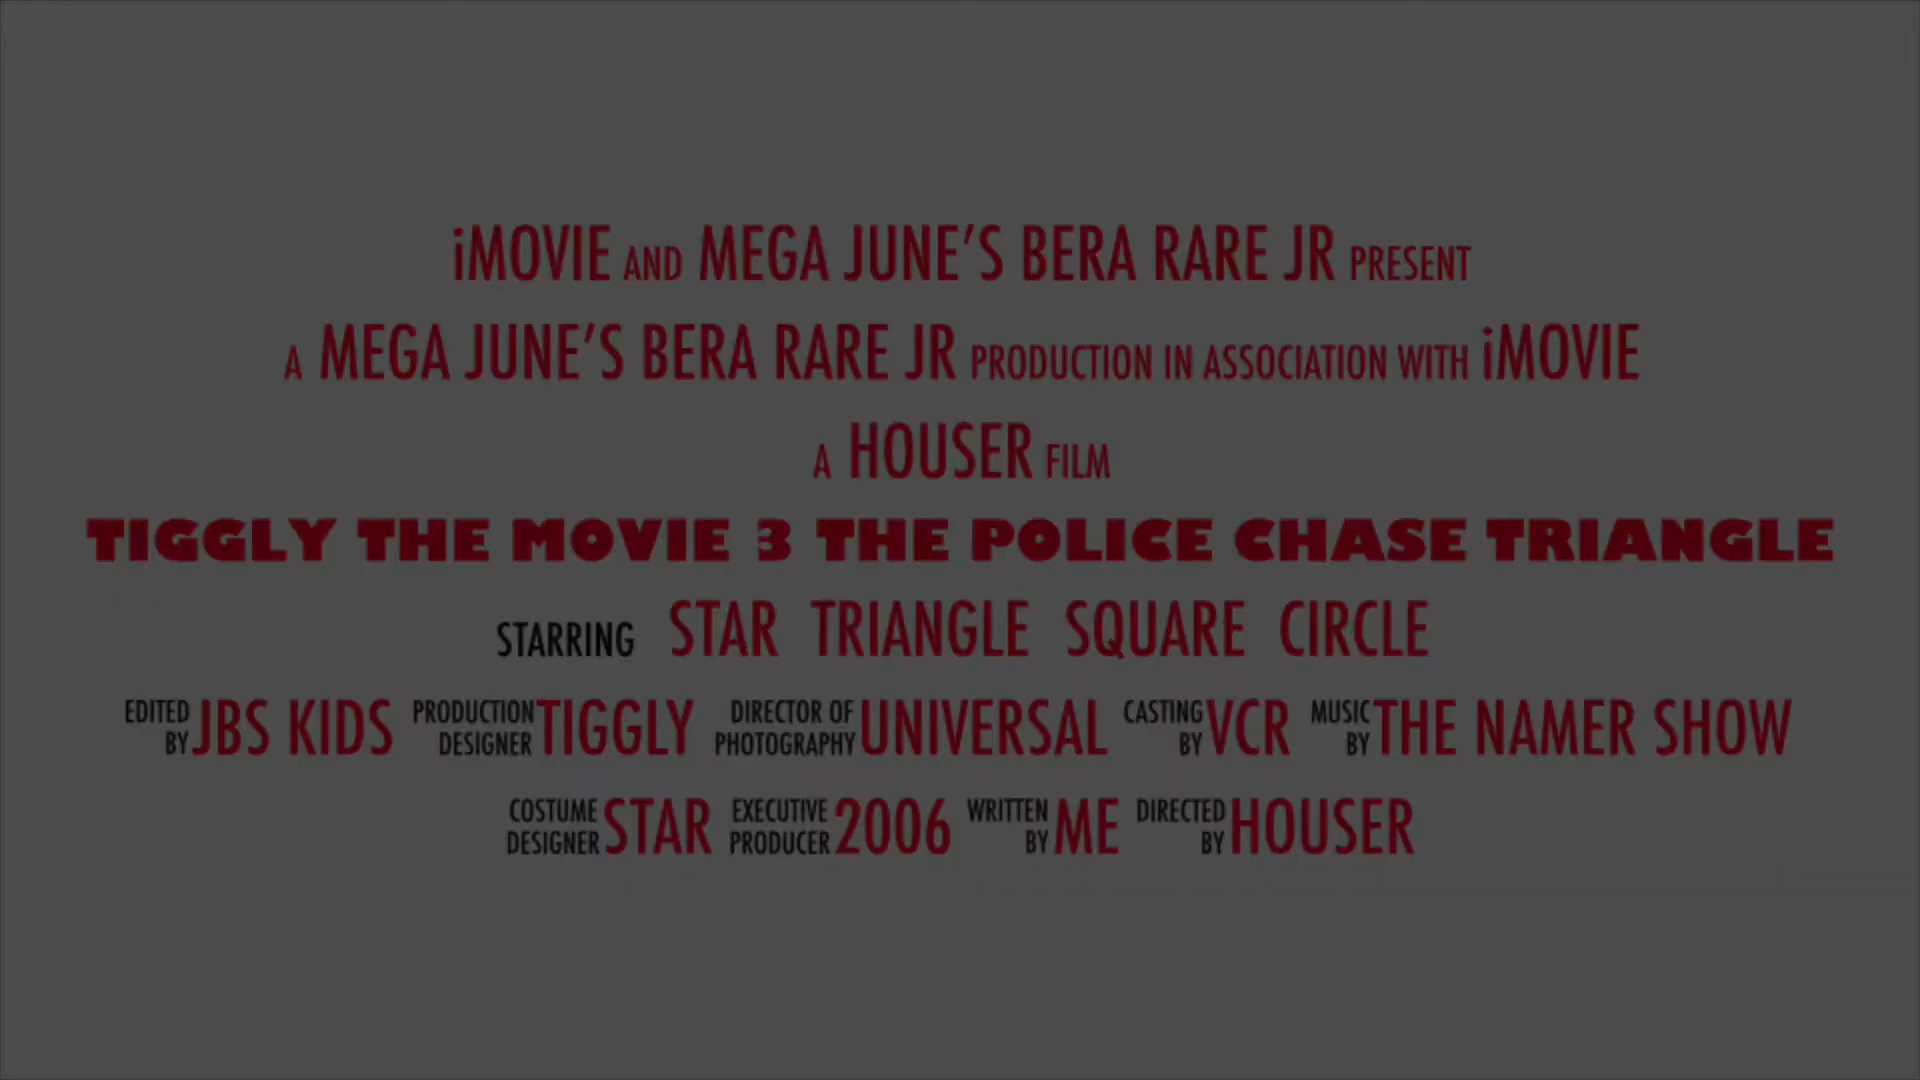 iMOVIE AND MEGA JUNE'S BERA RARE JR PRESENT
A MEGA JUNE'S BERA RARE JR PRODUCTION IN ASSOCIATION WITH iMOVIE
A HOUSER FILM
TIGGLY THE MOVIE 3 THE POLICE CHASE TRIANGLE
STARRING STAR TRIANGLE SQUARE CIRCLE
EDITED BY JBS KIDS PRODUCTION DESIGNER TIGGLY DIRECTOR OF PHOTOGRAPHY UNIVERSAL CASTING BY VCR MUSIC BY THE NAMER SHOW
COSTUME DESIGNER STAR EXECUTIVE PRODUCER 2006 WRITTEN BY ME DIRECTED BY HOUSER